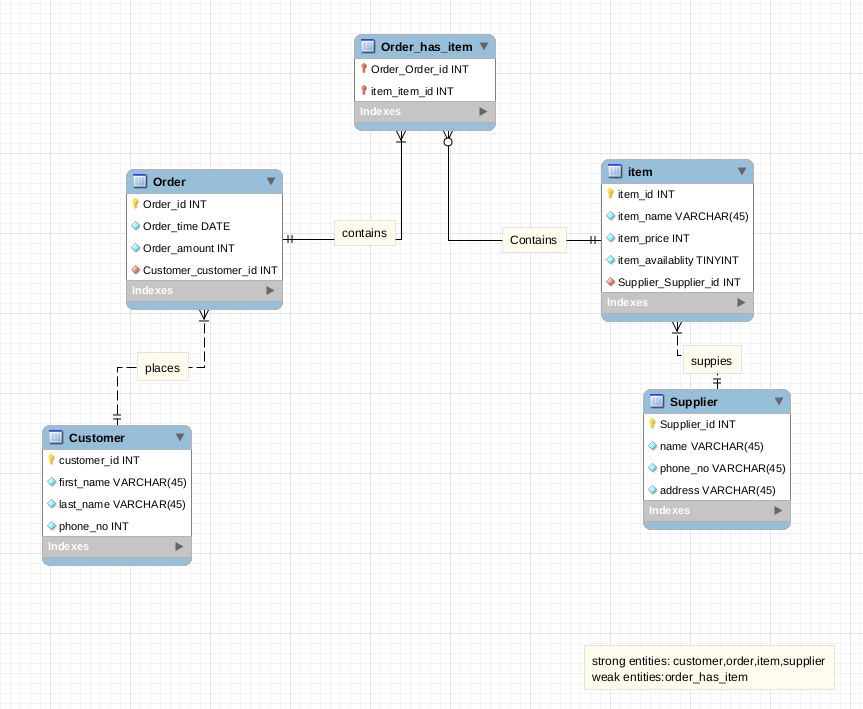 Order_has_item
Order_Order_id INT
item_item_id INT
Indexes
Order
Order_id INT
Order_time DATE
Order_amount INT
Customer_customer_id INT
Indexes
contains
Contains
item
item_id INT
item_name VARCHAR(45)
item_price INT
item_availablity TINYINT
Supplier_Supplier_id INT
Indexes
places
suppies
Customer
customer_id INT
first_name VARCHAR(45)
last_name VARCHAR(45)
phone_no INT
Indexes
Supplier
Supplier_id INT
name VARCHAR(45)
phone_no VARCHAR(45)
address VARCHAR(45)
Indexes
strong entities: customer,order,item,supplier
weak entities:order_has_item